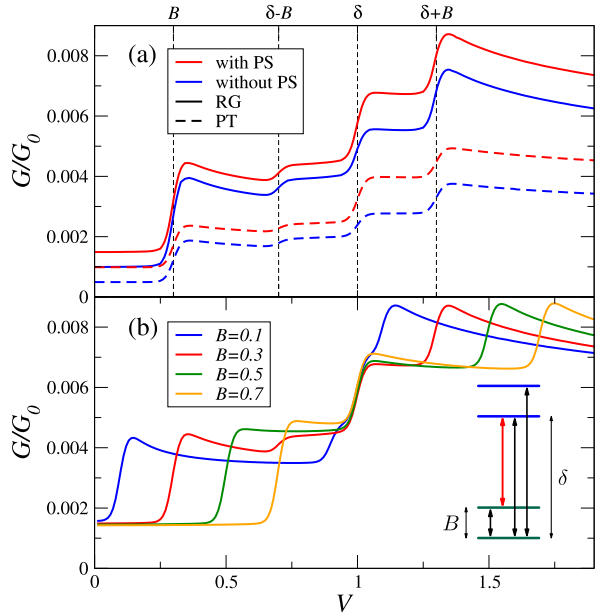 B δ-B δ δ+B
(a)
with PS
without PS
RG
PT
G/G0
0.008
0.006
0.004
0.002
0
(b)
B=0.1
B=0.3
B=0.5
B=0.7
G/G0
0.008
0.006
0.004
0.002
0
B
δ
0 0.5 1 1.5
V